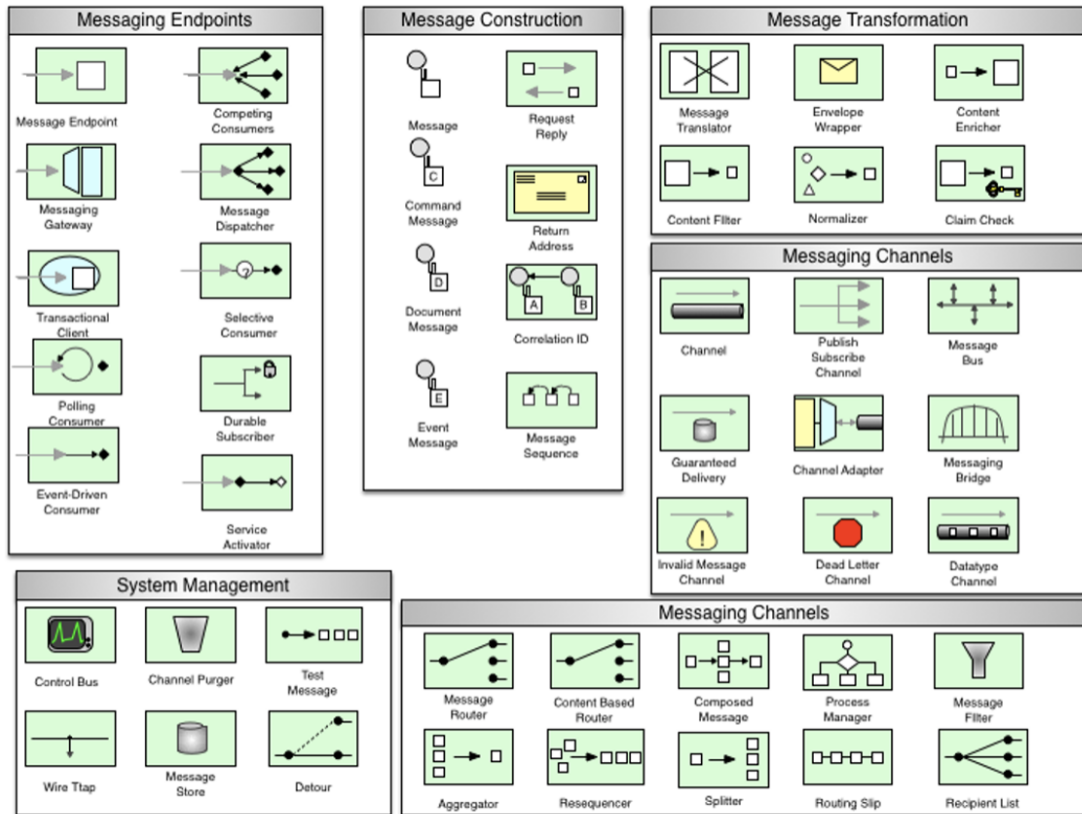 Messaging Endpoints
Message Endpoint
Competing
Consumers
Messaging
Gateway
Message
Dispatcher
Transactional
Client
Selective
Consumer
Polling
Consumer
Durable
Subscriber
Event-Driven
Consumer
Service
Activator
Message Construction
Message
Request
Reply
C
Command
Message
Return
Address
D
Document
Message
A
B
Correlation ID
E
Event
Message
Message
Sequence
Message Transformation
Message
Translator
Envelope
Wrapper
Content
Enricher
Content FIlter
Normalizer
Claim Check
Messaging Channels
Channel
Publish
Subscribe
Channel
Message
Bus
Guaranteed
Delivery
Channel Adapter
Messaging
Bridge
Invalid Message
Channel
Dead Letter
Channel
Datatype
Channel
System Management
Control Bus
Channel Purger
Test
Message
Wire Ttap
Message
Store
Detour
Messaging Channels
Message
Router
Content Based
Router
Composed
Message
Process
Manager
Message
FIlter
Aggregator
Resequencer
Splitter
Routing Slip
Recipient List